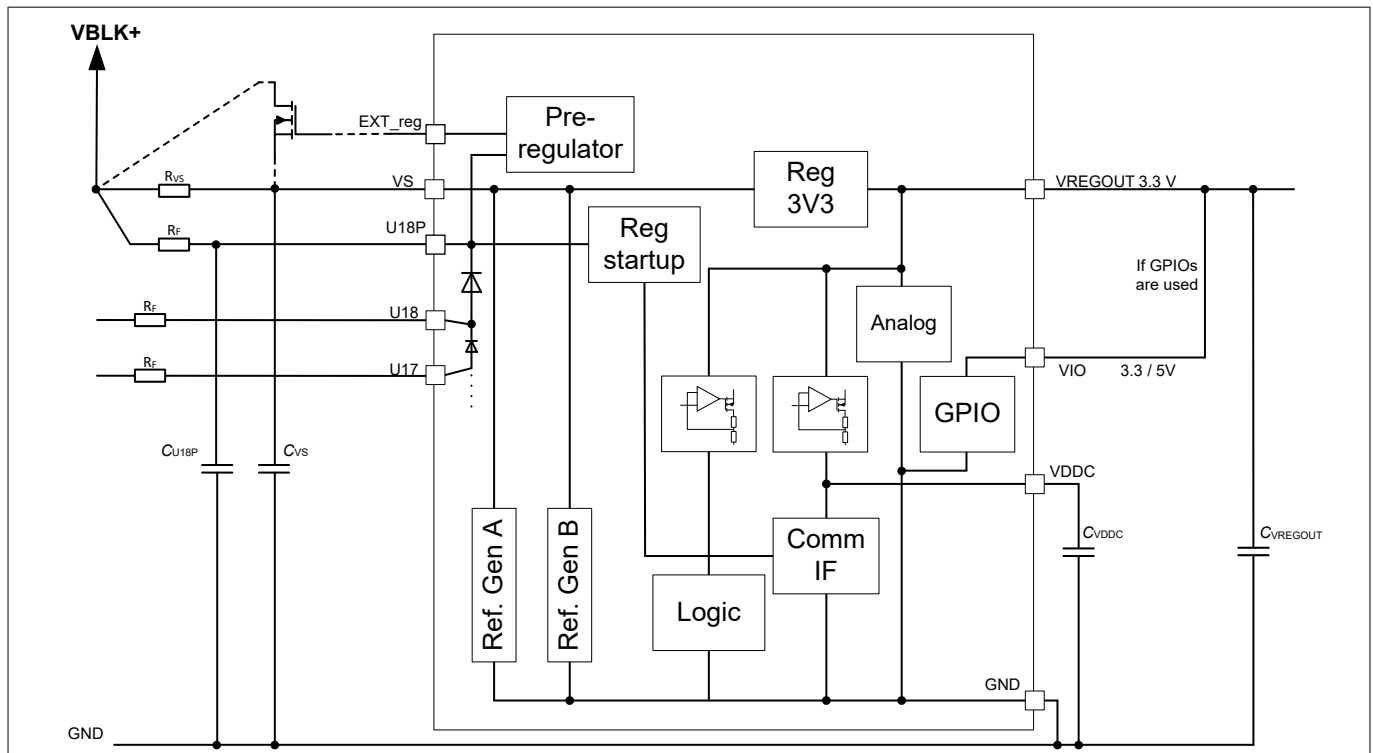 VBLK+
EXT_reg
Pre-
regulator
RVS
VS
Reg
3V3
VREGOUT 3.3 V
RF
U18P
Reg
startup
If GPIOs
are used
RF
U18
Analog
RF
U17
VIO 3.3 / 5V
GPIO
CU18P
CVS
VDDC
Ref. Gen A
Ref. Gen B
Comm
IF
CVDDC
CVREGOUT
Logic
GND
GND